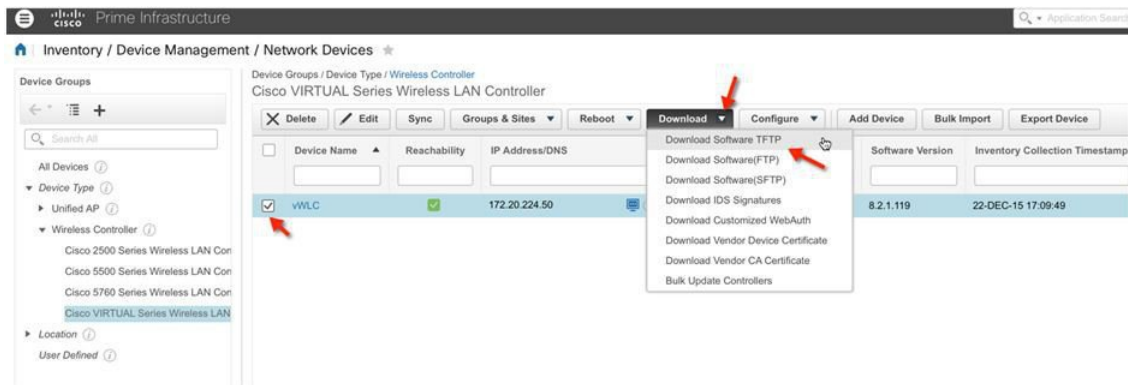 cisco Prime Infrastructure
Application Search
Inventory / Device Management / Network Devices
Device Groups
Search All
All Devices
Device Type
Unified AP
Wireless Controller
Cisco 2500 Series Wireless LAN Con
Cisco 5500 Series Wireless LAN Con
Cisco 5760 Series Wireless LAN Con
Cisco VIRTUAL Series Wireless LAN
Location
User Defined
Device Groups / Device Type / Wireless Controller
Cisco VIRTUAL Series Wireless LAN Controller
Delete Edit Sync Groups & Sites Reboot Download Configure Add Device Bulk Import Export Device
Device Name Reachability IP Address/DNS Software Version Inventory Collection Timestamp
vWLC 172.20.224.50 8.2.1.119 22-DEC-15 17:09:49
Download Software TFTP
Download Software(FTP)
Download Software(SFTP)
Download IDS Signatures
Download Customized WebAuth
Download Vendor Device Certificate
Download Vendor CA Certificate
Bulk Update Controllers